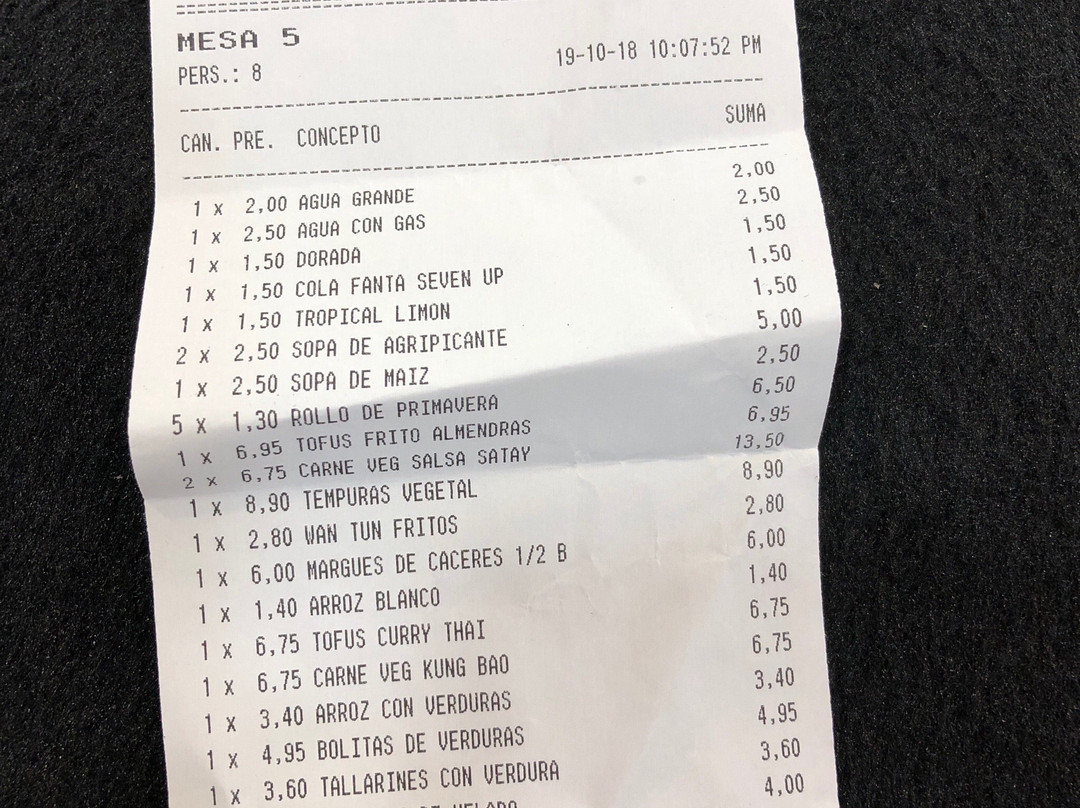 MESA 5
PERS.: 8 19-10-18 10:07:52 PM
CAN. PRE. CONCEPTO SUMA
1 x 2,00 AGUA GRANDE 2,00
1 x 2,50 AGUA CON GAS 2,50
1 x 1,50 DORADA 1,50
1 x 1,50 COLA FANTA SEVEN UP 1,50
1 x 1,50 TROPICAL LIMON 1,50
2 x 2,50 SOPA DE AGRIPICANTE 5,00
1 x 2,50 SOPA DE MAIZ 2,50
5 x 1,30 ROLLO DE PRIMAVERA 6,50
1 x 6,95 TOFUS FRITO ALMENDRAS 6,95
2 x 6,75 CARNE VEG SALSA SATAY 13,50
1 x 8,90 TEMPURAS VEGETAL 8,90
1 x 2,80 WAN TUN FRITOS 2,80
1 x 6,00 MARGUES DE CACERES 1/2 B 6,00
1 x 1,40 ARROZ BLANCO 1,40
1 x 6,75 TOFUS CURRY THAI 6,75
1 x 6,75 CARNE VEG KUNG BAO 6,75
1 x 3,40 ARROZ CON VERDURAS 3,40
1 x 4,95 BOLITAS DE VERDURAS 4,95
1 x 3,60 TALLARINES CON VERDURA 3,60
HELADO 4,00